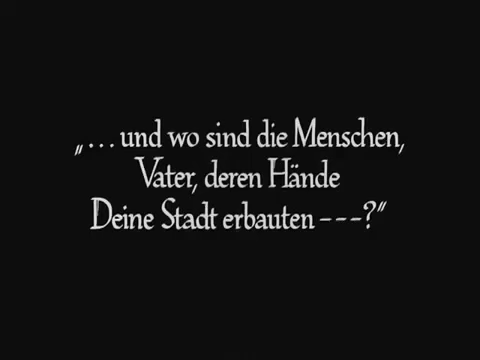 „... und wo sind die Menschen,
Vater, deren Hände
Deine Stadt erbauten ---?"